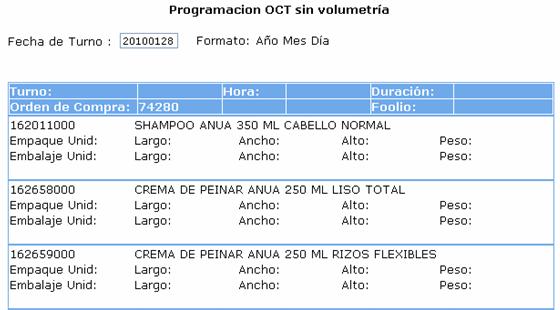 Programacion OCT sin volumetría
Fecha de Turno : 20100128 Formato: Año Mes Día
Turno: Hora: Duración:
Orden de Compra: 74280 Foolio:
162011000 SHAMPOO ANUA 350 ML CABELLO NORMAL
Empaque Unid: Largo: Ancho: Alto: Peso:
Embalaje Unid: Largo: Ancho: Alto: Peso:
162658000 CREMA DE PEINAR ANUA 250 ML LISO TOTAL
Empaque Unid: Largo: Ancho: Alto: Peso:
Embalaje Unid: Largo: Ancho: Alto: Peso:
162659000 CREMA DE PEINAR ANUA 250 ML RIZOS FLEXIBLES
Empaque Unid: Largo: Ancho: Alto: Peso:
Embalaje Unid: Largo: Ancho: Alto: Peso: